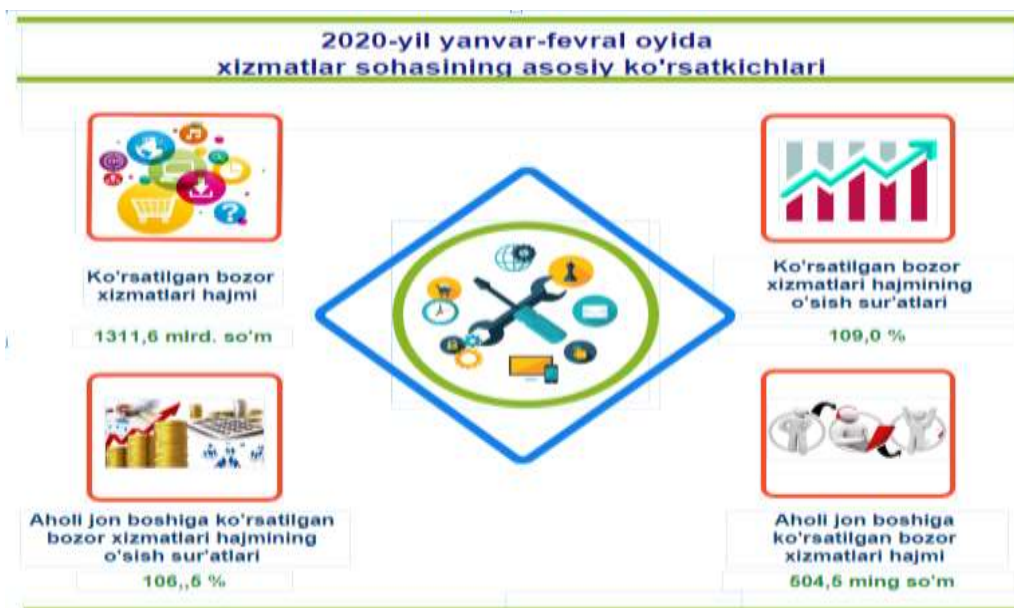 2020-yil yanvar-fevral oyida
xizmatlar sohasining asosiy ko'rsatkichlari
Ko'rsatilgan bozor
xizmatlari hajmi
1311,6 mlrd. so'm
Ko'rsatilgan bozor
xizmatlari hajmining
o'sish sur'atlari
109,0 %
Aholi jon boshiga ko'rsatilgan
bozor xizmatlari hajmining
o'sish sur'atlari
106,,5 %
Aholi jon boshiga
ko'rsatilgan bozor
xizmatlari hajmi
504,5 ming so'm